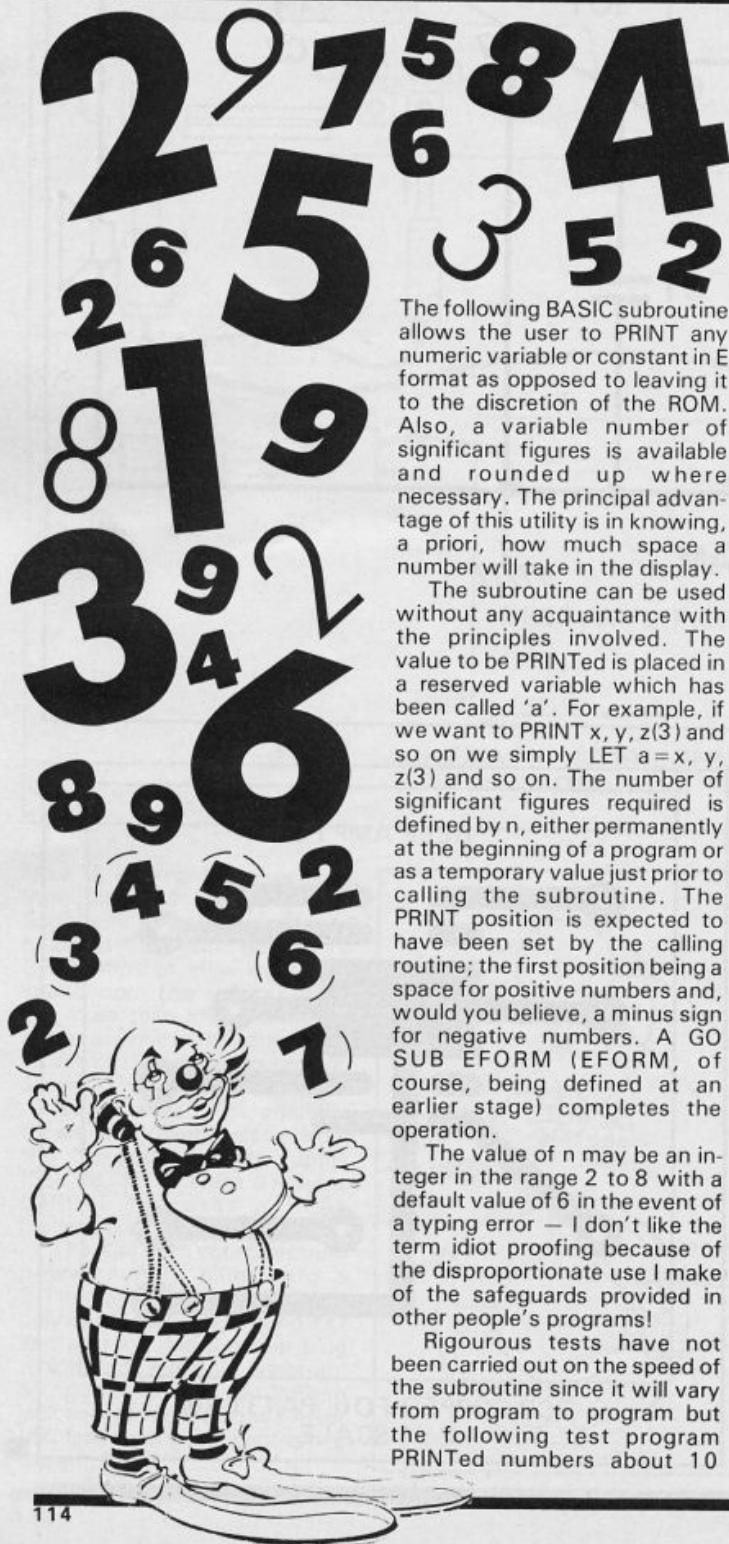 2 9 7 5 8 4
6
5 3 5 2
6
2
1 9
8
3 9 2
4
6
8 9
4 5 2
3 6
2 7
The following BASIC subroutine
allows the user to PRINT any
numeric variable or constant in E
format as opposed to leaving it
to the discretion of the ROM.
Also, a variable number of
significant figures is available
and rounded up where
necessary. The principal advan-
tage of this utility is in knowing,
a priori, how much space a
number will take in the display.
The subroutine can be used
without any acquaintance with
the principles involved. The
value to be PRINTed is placed in
a reserved variable which has
been called 'a'. For example, if
we want to PRINT x, y, z(3) and
so on we simply LET a=x, y,
z(3) and so on. The number of
significant figures required is
defined by n, either permanently
at the beginning of a program or
as a temporary value just prior to
calling the subroutine. The
PRINT position is expected to
have been set by the calling
routine; the first position being a
space for positive numbers and,
would you believe, a minus sign
for negative numbers. A GO
SUB EFORM (EFORM, of
course, being defined at an
earlier stage) completes the
operation.
The value of n may be an in-
teger in the range 2 to 8 with a
default value of 6 in the event of
a typing error — I don't like the
term idiot proofing because of
the disproportionate use I make
of the safeguards provided in
other people's programs!
Rigourous tests have not
been carried out on the speed of
the subroutine since it will vary
from program to program but
the following test program
PRINTed numbers about 10
114